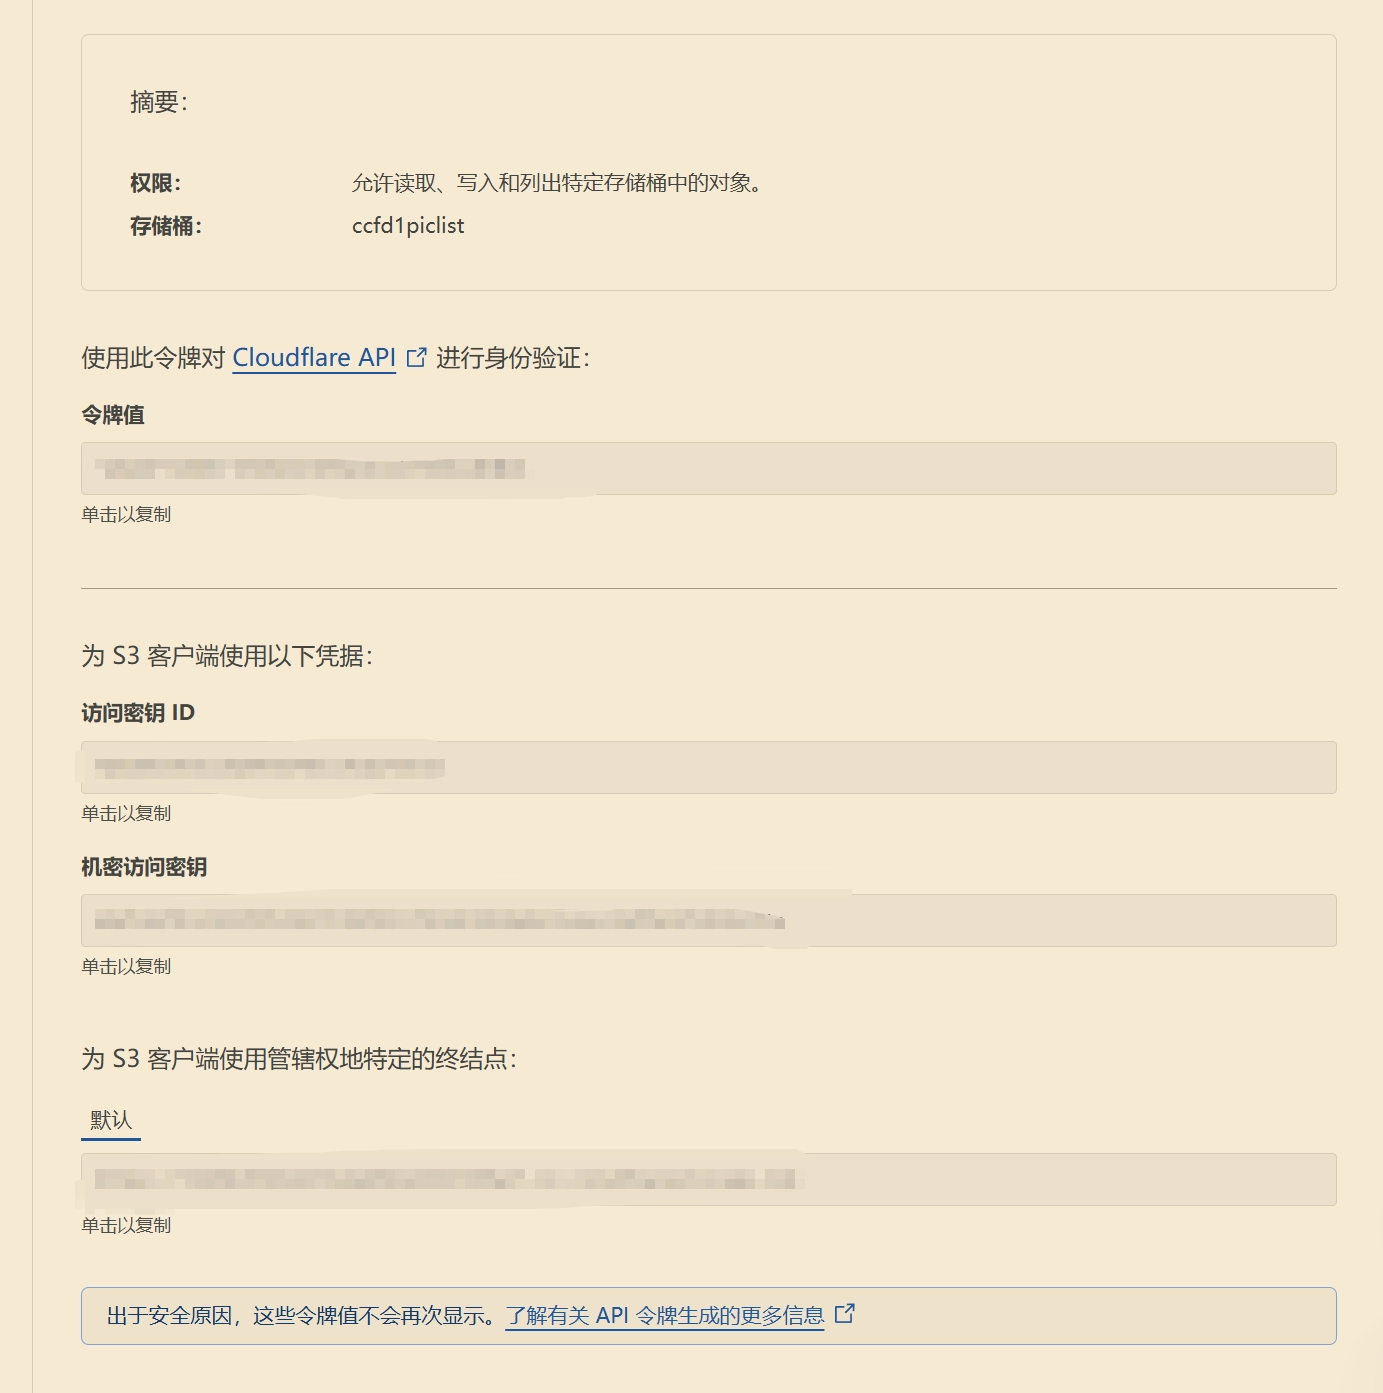 摘要：
权限： 允许读取、写入和列出特定存储桶中的对象。
存储桶： ccfd1piclist
使用此令牌对 Cloudflare API 进行身份验证：
令牌值
单击以复制
为 S3 客户端使用以下凭据：
访问密钥 ID
单击以复制
机密访问密钥
单击以复制
为 S3 客户端使用管辖权地特定的终结点：
默认
单击以复制
出于安全原因，这些令牌值不会再次显示。了解有关 API 令牌生成的更多信息